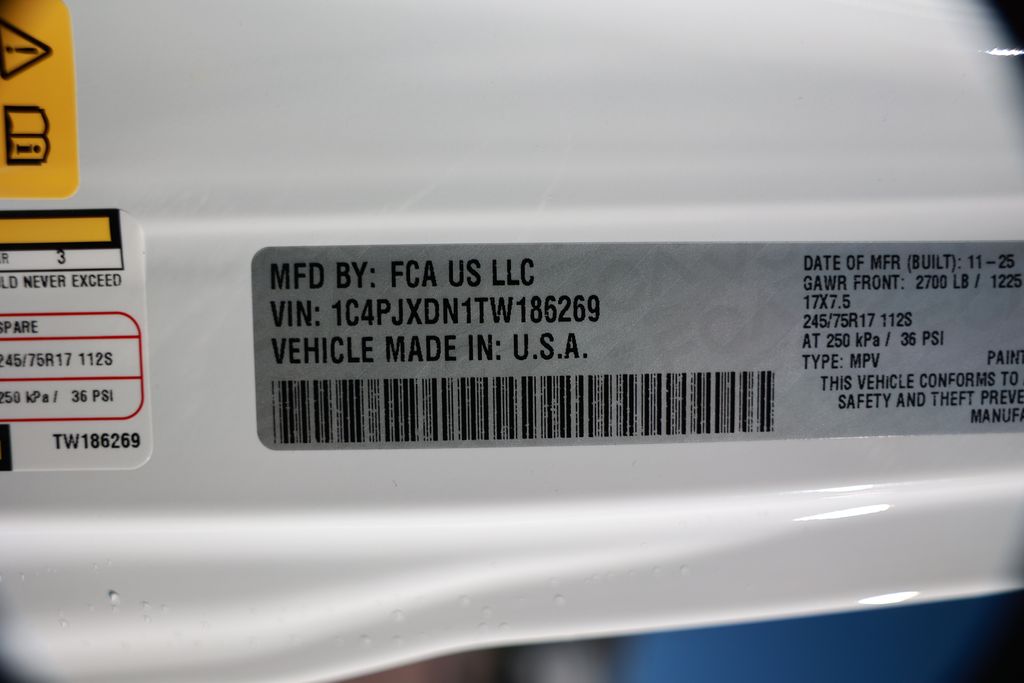 R 3
LD NEVER EXCEED
SPARE
245/75R17 112S
250 kPa / 36 PSI
TW186269
MFD BY: FCA US LLC
VIN: 1C4PJXDN1TW186269
VEHICLE MADE IN: U.S.A.
DATE OF MFR (BUILT): 11-25
GAWR FRONT: 2700 LB / 1225
17X7.5
245/75R17 112S
AT 250 kPa / 36 PSI
TYPE: MPV PAINT
THIS VEHICLE CONFORMS TO
SAFETY AND THEFT PREVE
MANUFA